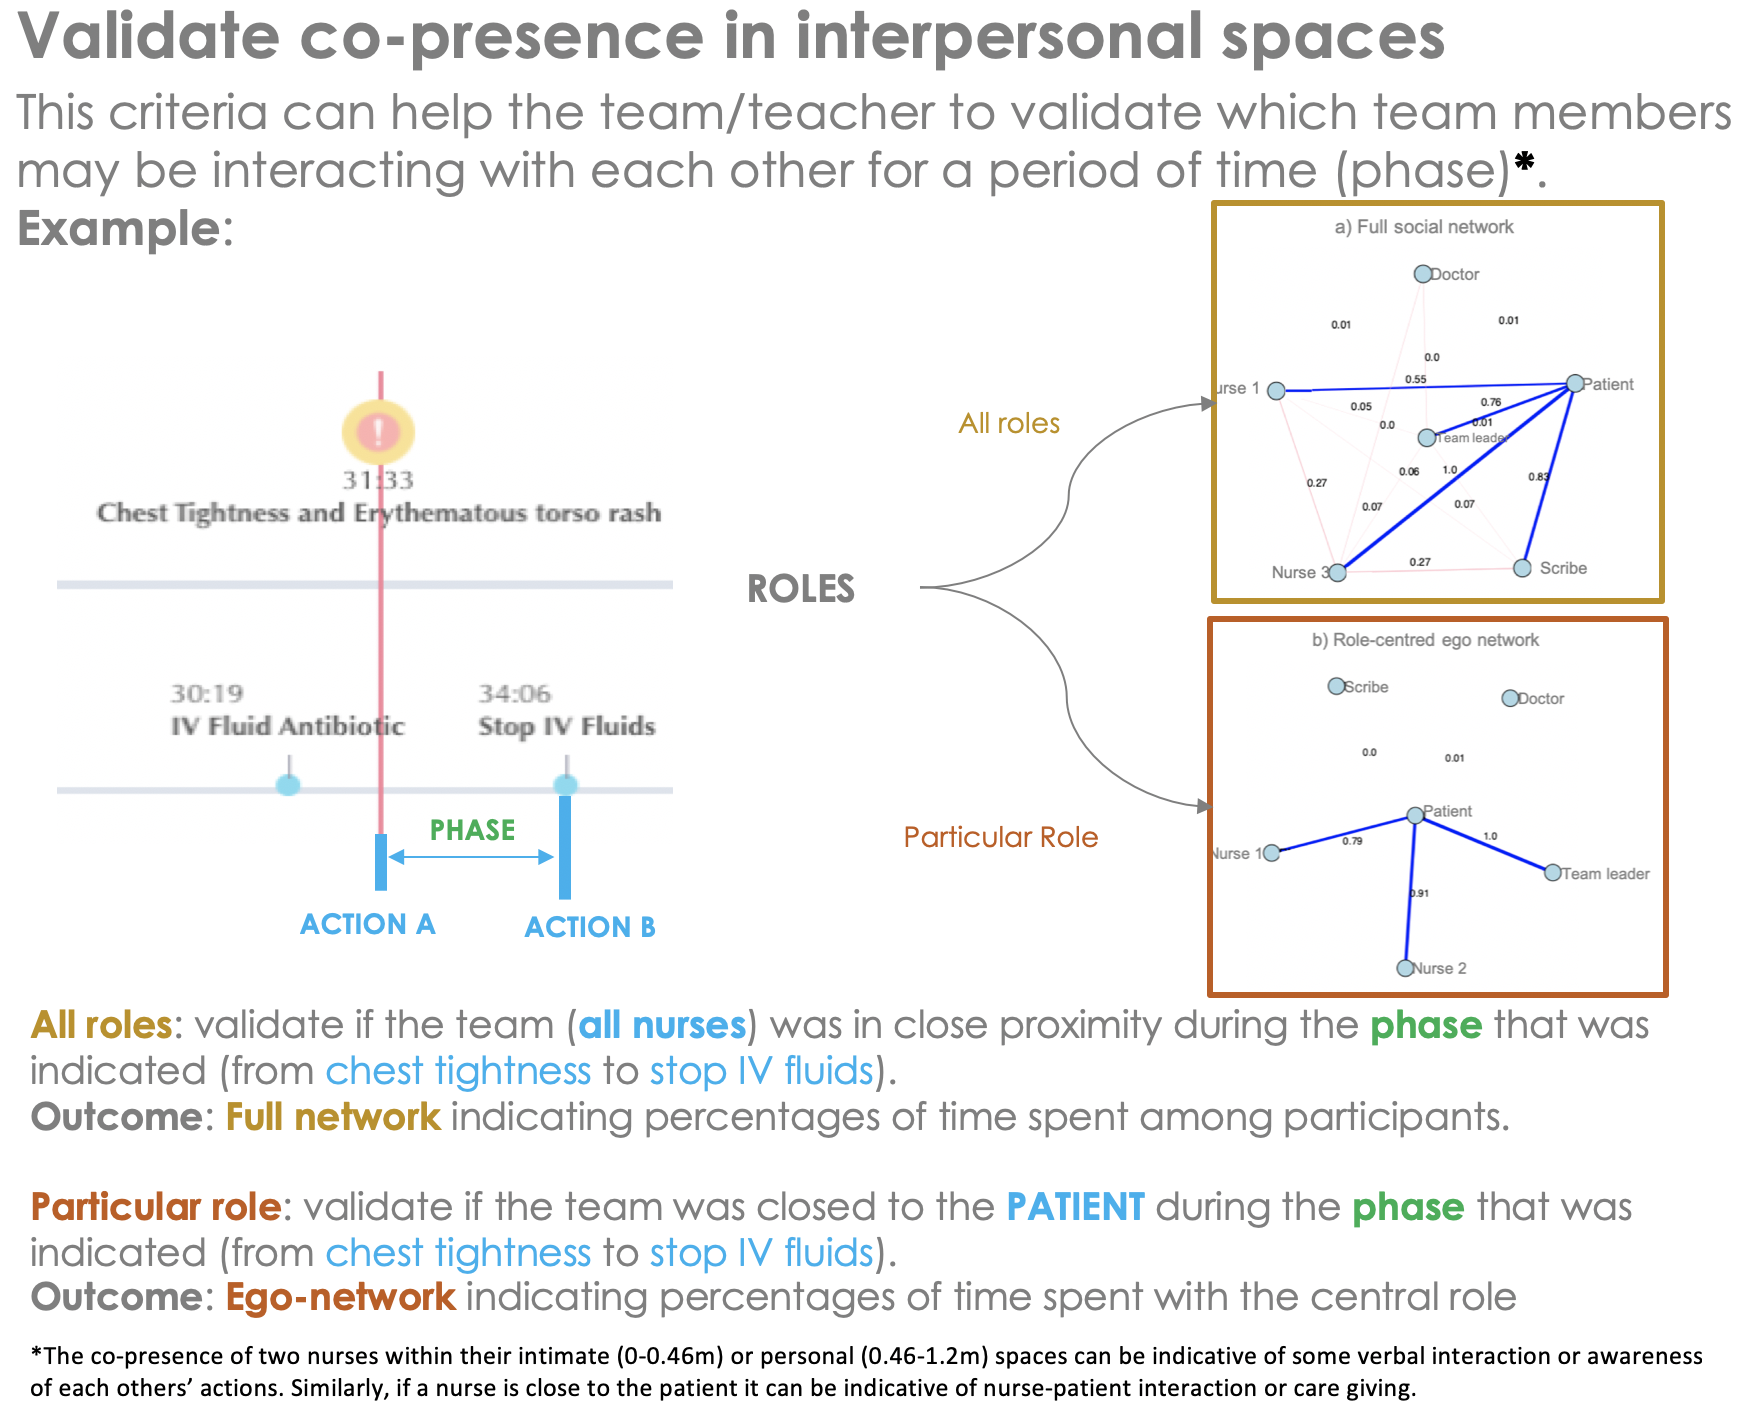 Validate co-presence in interpersonal spaces
This criteria can help the team/teacher to validate which team members
may be interacting with each other for a period of time (phase)*.
Example:
31:33
Chest Tightness and Erythematous torso rash
30:19
IV Fluid Antibiotic
34:06
Stop IV Fluids
PHASE
ACTION A
ACTION B
ROLES
All roles
Particular Role
a) Full social network
Doctor
0.01
0.01
0.0
0.55
urse 1
Patient
0.76
0.05
0.01
0.0
Team leader
0.06
1.0
0.83
0.27
0.07
0.07
0.27
Nurse 3
Scribe
b) Role-centred ego network
Scribe
Doctor
0.0
0.01
Patient
1.0
0.79
Nurse 1
Team leader
0.91
Nurse 2
All roles: validate if the team (all nurses) was in close proximity during the phase that was
indicated (from chest tightness to stop IV fluids).
Outcome: Full network indicating percentages of time spent among participants.
Particular role: validate if the team was closed to the PATIENT during the phase that was
indicated (from chest tightness to stop IV fluids).
Outcome: Ego-network indicating percentages of time spent with the central role
*The co-presence of two nurses within their intimate (0-0.46m) or personal (0.46-1.2m) spaces can be indicative of some verbal interaction or awareness
of each others’ actions. Similarly, if a nurse is close to the patient it can be indicative of nurse-patient interaction or care giving.